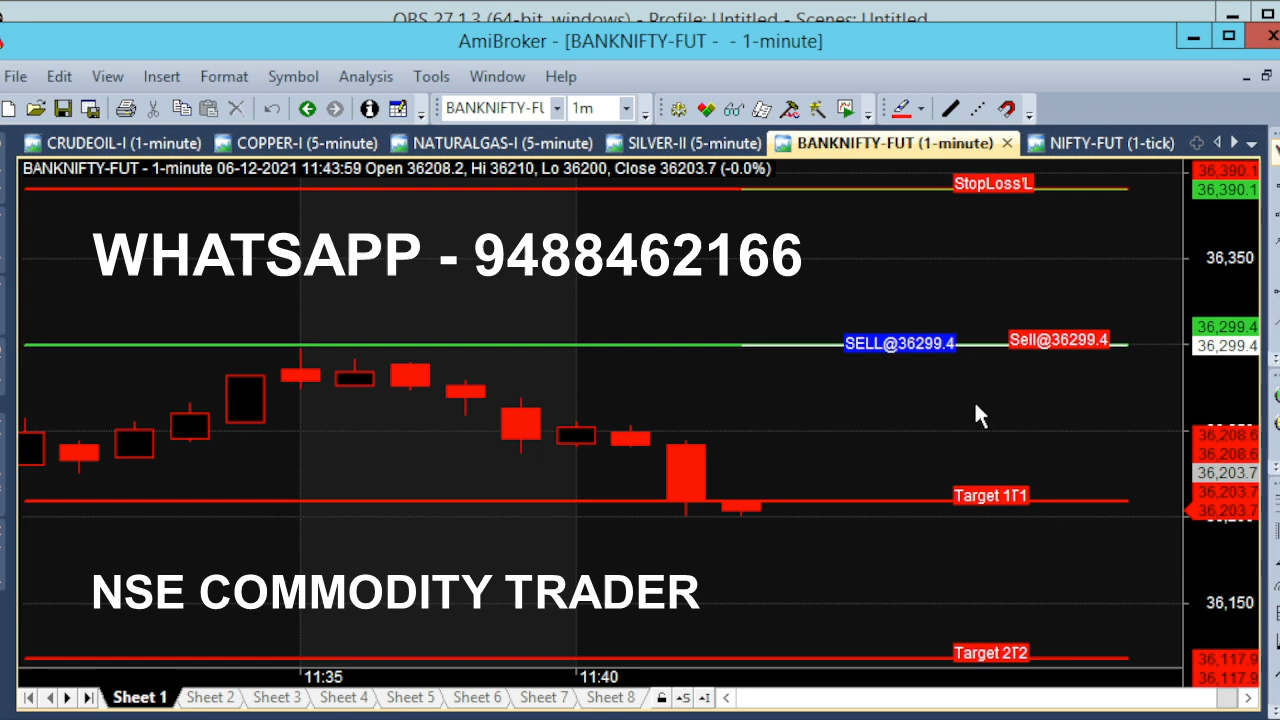 OBS 27.1.3 (64-bit, windows) - Profile: Untitled - Scenes: Untitled
AmiBroker - [BANKNIFTY-FUT - - 1-minute]
File Edit View Insert Format Symbol Analysis Tools Window Help
BANKNIFTY-FU 1m
CRUDEOIL-I (1-minute) COPPER-I (5-minute) NATURALGAS-I (5-minute) SILVER-II (5-minute) BANKNIFTY-FUT (1-minute) NIFTY-FUT (1-tick)
BANKNIFTY-FUT - 1-minute 06-12-2021 11:43:59 Open 36208.2, Hi 36210, Lo 36200, Close 36203.7 (-0.0%)
36,390.1
StopLoss'L
36,390.1
WHATSAPP - 9488462166
36,350
36,299.4
SELL@36299.4 Sell@36299.4
36,299.4
36,208.6
36,208.6
36,203.7
36,203.7
Target 1T1
36,203.7
NSE COMMODITY TRADER
36,150
Target 2T2
36,117.9
36,117.9
11:35 11:40
Sheet 1 Sheet 2 Sheet 3 Sheet 4 Sheet 5 Sheet 6 Sheet 7 Sheet 8